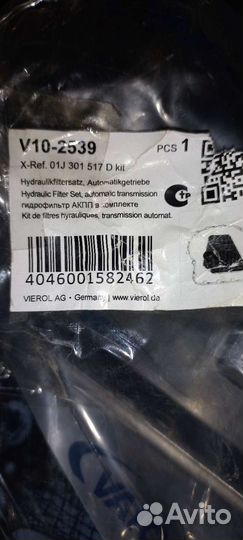 V10-2539
PCS 1
X-Ref. 01J 301 517 D kit
Hydraulikfiltersatz, Automatikgetriebe
Hydraulic Filter Set, automatic transmission
гидрофильтр АКПП в комплекте
Kit de filtres hyrauliques, transmission automat.
4046001582462
VIEROL AG • Germany | www.vierol.de
Avito